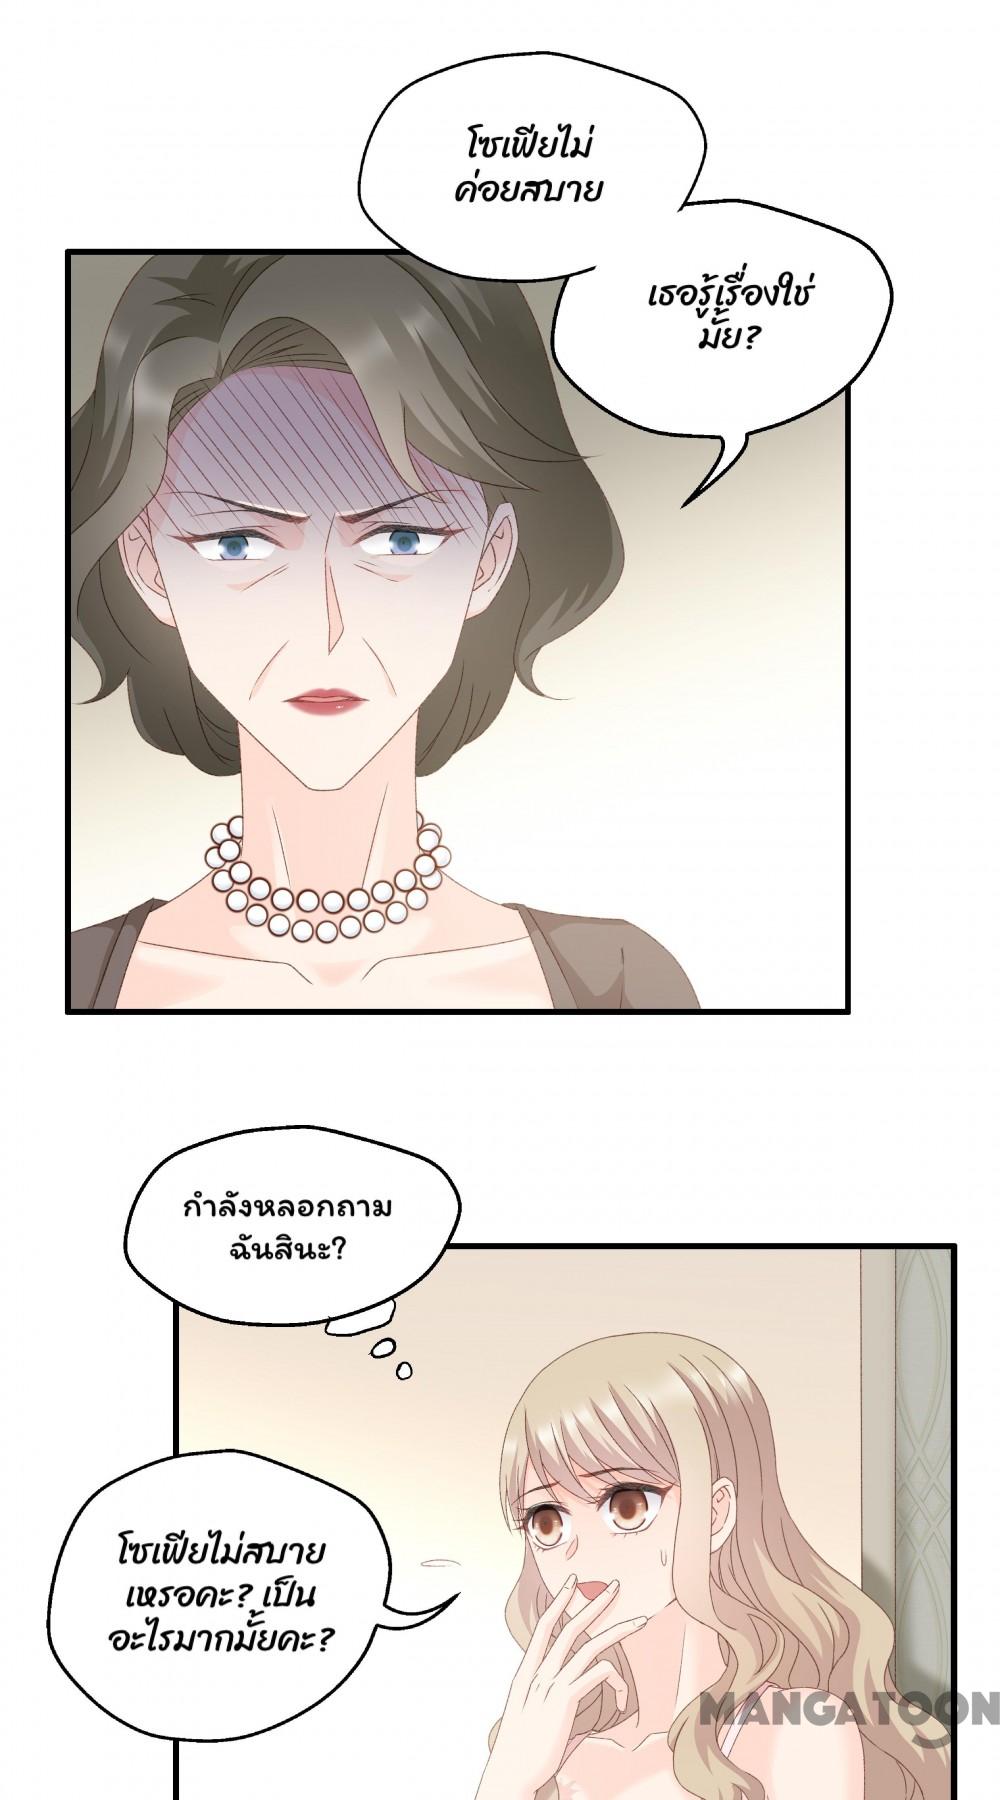 โซเฟียไม่
ค่อยสบาย
เธอรู้เรื่องใช่
มั้ย?
กำลังหลอกถาม
ฉันสินะ?
โซเฟียไม่สบาย
เหรอคะ? เป็น
อะไรมากมั้ยคะ?
MANGATOON